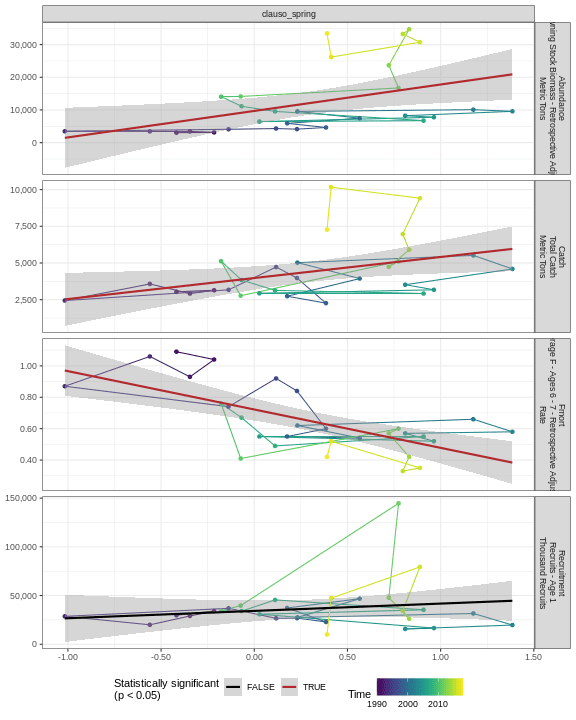 clauso_spring
30,000
20,000
10,000
0
Abundance
Stock Biomass - Retrospective
Metric Tons
10,000
7,500
5,000
2,500
Catch
Total Catch
Metric Tons
1.00
0.80
0.60
0.40
Fmort
F - Ages 6 - 7 - Retrospective
Rate
150,000
100,000
50,000
0
Recruitment
Recruits - Age 1
Thousand Recruits
-1.00
-0.50
0.00
0.50
1.00
1.50
Statistically significant
(p < 0.05)
FALSE
TRUE
Time
1990
2000
2010